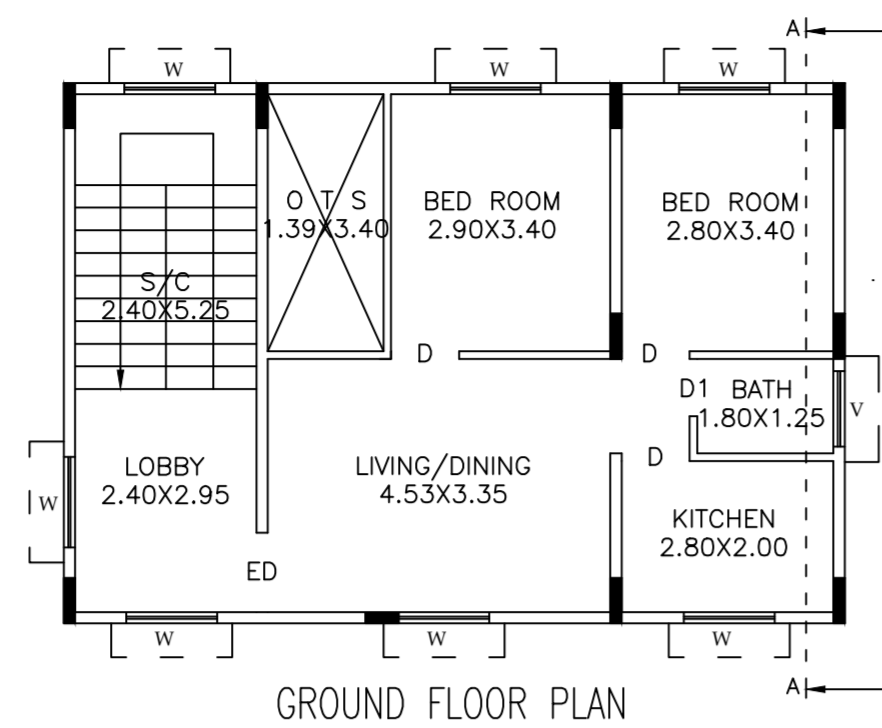 A
W
W
W
O T S
1.39X3.40
BED ROOM
2.90X3.40
BED ROOM
2.80X3.40
S/C
2.40X5.25
D
D
D1 BATH
1.80X1.25
V
LOBBY
2.40X2.95
LIVING/DINING
4.53X3.35
D
W
KITCHEN
2.80X2.00
ED
W
W
W
A
GROUND FLOOR PLAN